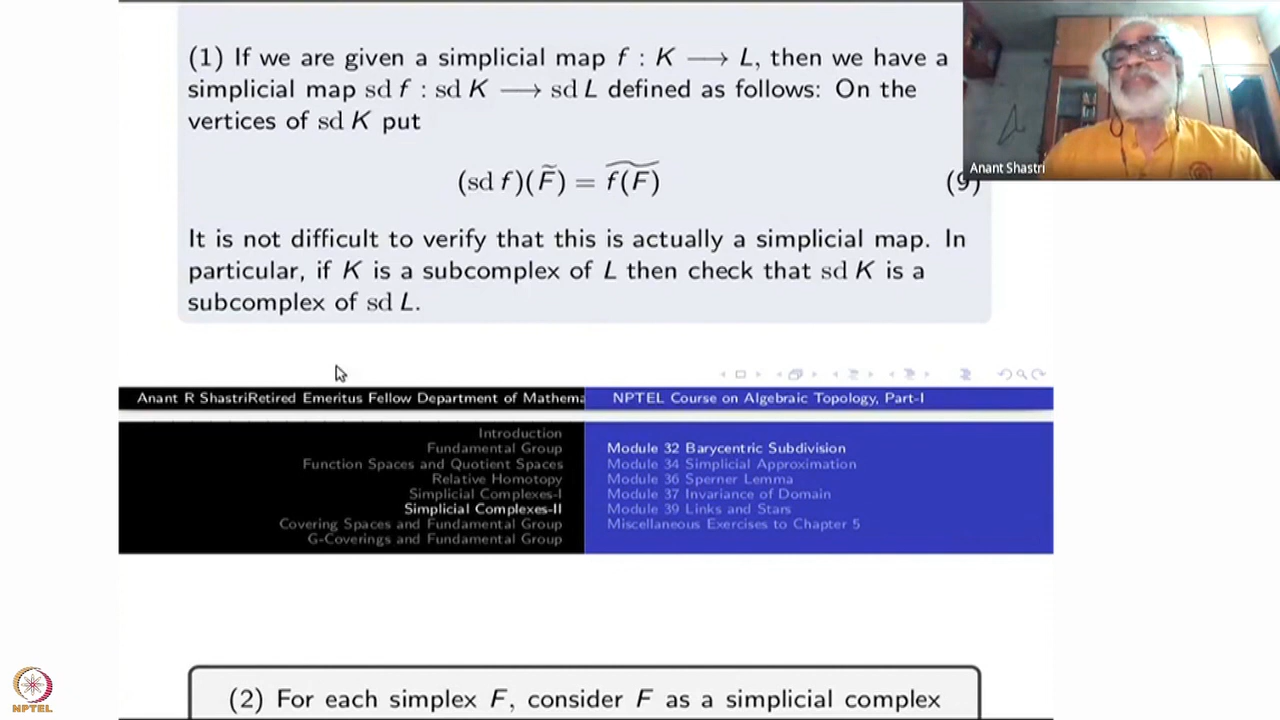 (1) If we are given a simplicial map f : K ⟶ L, then we have a
simplicial map sd f : sd K ⟶ sd L defined as follows: On the
vertices of sd K put
(sd f)(F̃) = \widetilde{f(F)}
(9)
It is not difficult to verify that this is actually a simplicial map. In
particular, if K is a subcomplex of L then check that sd K is a
subcomplex of sd L.
Anant Shastri
Anant R ShastriRetired Emeritus Fellow Department of Mathema
NPTEL Course on Algebraic Topology, Part-I
Introduction
Fundamental Group
Function Spaces and Quotient Spaces
Relative Homotopy
Simplicial Complexes-I
Simplicial Complexes-II
Covering Spaces and Fundamental Group
G-Coverings and Fundamental Group
Module 32 Barycentric Subdivision
Module 34 Simplicial Approximation
Module 36 Sperner Lemma
Module 37 Invariance of Domain
Module 39 Links and Stars
Miscellaneous Exercises to Chapter 5
(2) For each simplex F, consider F as a simplicial complex
NPTEL